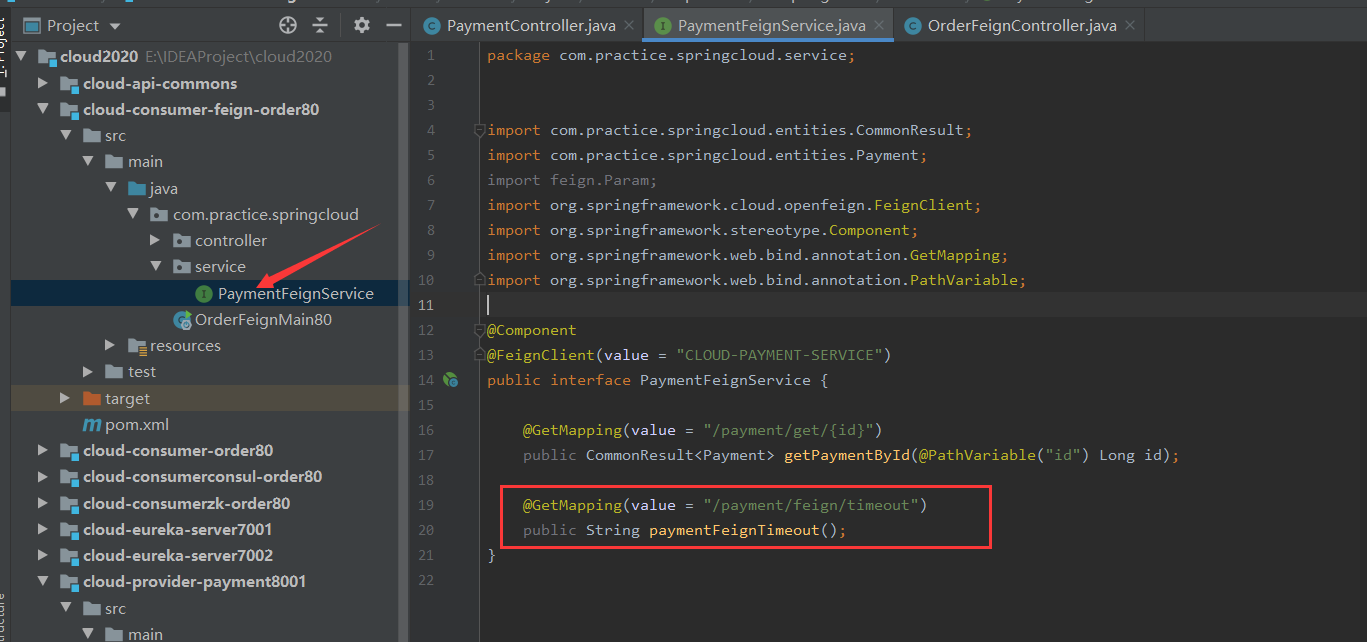 Project
PaymentController.java
PaymentFeignService.java
OrderFeignController.java
cloud2020 E:\IDEAProject\cloud2020
cloud-api-commons
cloud-consumer-feign-order80
src
main
java
com.practice.springcloud
controller
service
PaymentFeignService
OrderFeignMain80
resources
test
target
pom.xml
cloud-consumer-order80
cloud-consumerconsul-order80
cloud-consumerzk-order80
cloud-eureka-server7001
cloud-eureka-server7002
cloud-provider-payment8001
src
main
1 package com.practice.springcloud.service;
2
3
4 import com.practice.springcloud.entities.CommonResult;
5 import com.practice.springcloud.entities.Payment;
6 import feign.Param;
7 import org.springframework.cloud.openfeign.FeignClient;
8 import org.springframework.stereotype.Component;
9 import org.springframework.web.bind.annotation.GetMapping;
10 import org.springframework.web.bind.annotation.PathVariable;
11
12 @Component
13 @FeignClient(value = "CLOUD-PAYMENT-SERVICE")
14 public interface PaymentFeignService {
15
16 @GetMapping(value = "/payment/get/{id}")
17 public CommonResult<Payment> getPaymentById(@PathVariable("id") Long id);
18
19 @GetMapping(value = "/payment/feign/timeout")
20 public String paymentFeignTimeout();
21 }
22